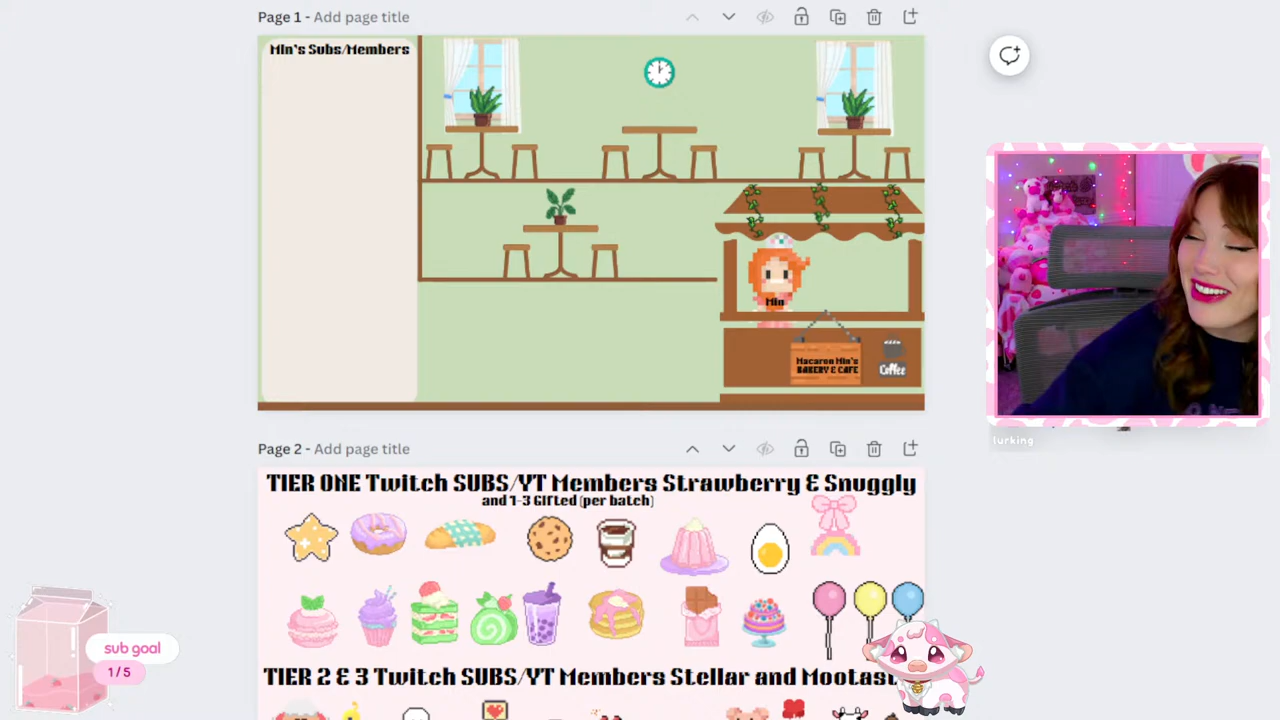 Page 1 - Add page title
Min's Subs/Members
Min
Macaron Min's
BAKERY & CAFE
Coffee
lurking
Page 2 - Add page title
TIER ONE Twitch SUBS/YT Members Strawberry & Snuggly
and 1-3 Gifted (per batch)
sub goal
1/5
TIER 2 & 3 Twitch SUBS/YT Members Stellar and